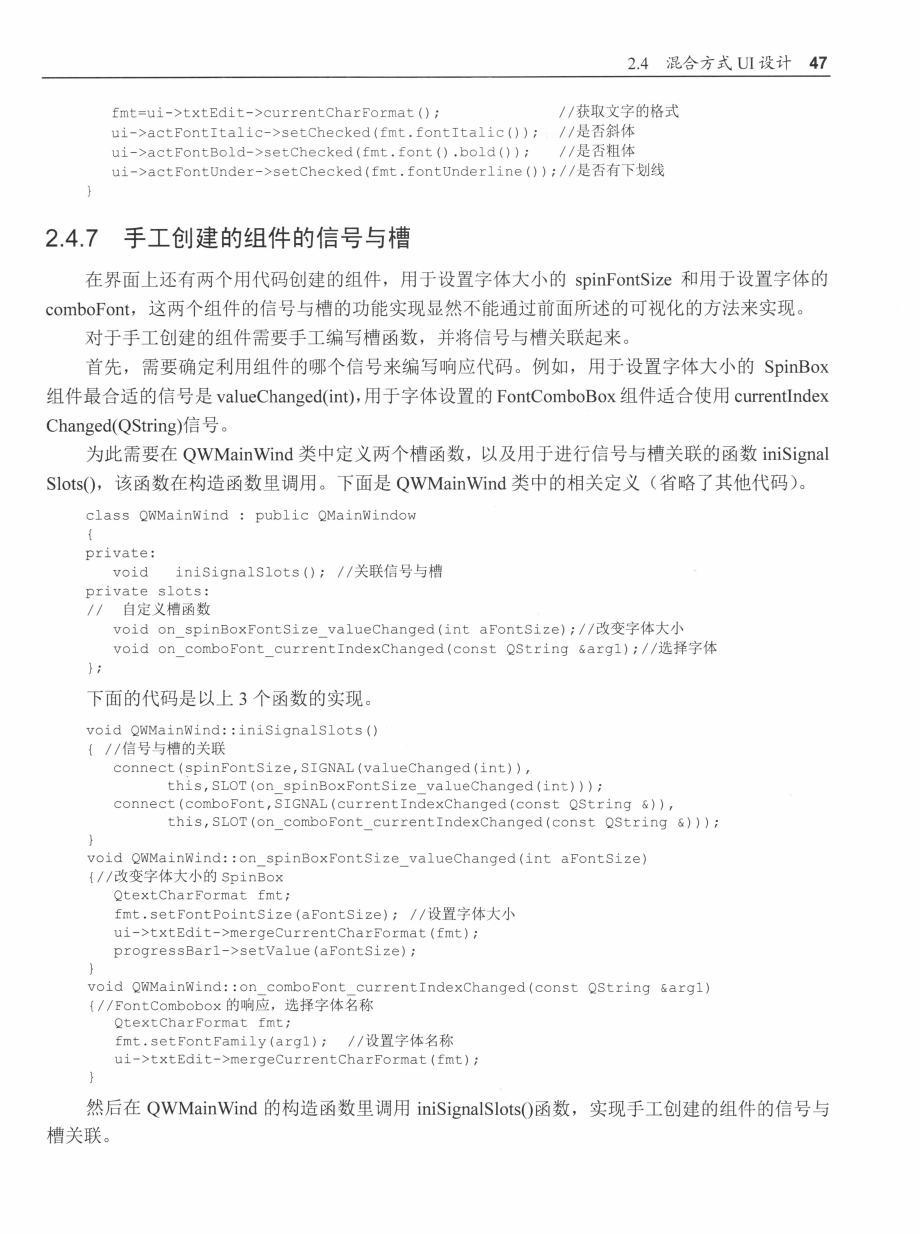 2.4 混合方式 UI 设计 47
fmt=ui->txtEdit->currentCharFormat(); //获取文字的格式
ui->actFontItalic->setChecked(fmt.fontItalic()); //是否斜体
ui->actFontBold->setChecked(fmt.font().bold()); //是否粗体
ui->actFontUnder->setChecked(fmt.fontUnderline());//是否有下划线
}
2.4.7 手工创建的组件的信号与槽
在界面上还有两个用代码创建的组件，用于设置字体大小的 spinFontSize 和用于设置字体的
comboFont，这两个组件的信号与槽的功能实现显然不能通过前面所述的可视化的方法来实现。
对于手工创建的组件需要手工编写槽函数，并将信号与槽关联起来。
首先，需要确定利用组件的哪个信号来编写响应代码。例如，用于设置字体大小的 SpinBox
组件最合适的信号是 valueChanged(int)，用于字体设置的 FontComboBox 组件适合使用 currentIndex
Changed(QString)信号。
为此需要在 QWMainWind 类中定义两个槽函数，以及用于进行信号与槽关联的函数 iniSignal
Slots()，该函数在构造函数里调用。下面是 QWMainWind 类中的相关定义（省略了其他代码）。
class QWMainWind : public QMainWindow
{
private:
void iniSignalSlots(); //关联信号与槽
private slots:
// 自定义槽函数
void on_spinBoxFontSize_valueChanged(int aFontSize);//改变字体大小
void on_comboFont_currentIndexChanged(const QString &arg1);//选择字体
};
下面的代码是以上 3 个函数的实现。
void QWMainWind::iniSignalSlots()
{ //信号与槽的关联
connect(spinFontSize,SIGNAL(valueChanged(int)),
this,SLOT(on_spinBoxFontSize_valueChanged(int)));
connect(comboFont,SIGNAL(currentIndexChanged(const QString &)),
this,SLOT(on_comboFont_currentIndexChanged(const QString &)));
}
void QWMainWind::on_spinBoxFontSize_valueChanged(int aFontSize)
{//改变字体大小的 SpinBox
QtextCharFormat fmt;
fmt.setFontPointSize(aFontSize); //设置字体大小
ui->txtEdit->mergeCurrentCharFormat(fmt);
progressBar1->setValue(aFontSize);
}
void QWMainWind::on_comboFont_currentIndexChanged(const QString &arg1)
{//FontCombobox 的响应，选择字体名称
QtextCharFormat fmt;
fmt.setFontFamily(arg1); //设置字体名称
ui->txtEdit->mergeCurrentCharFormat(fmt);
}
然后在 QWMainWind 的构造函数里调用 iniSignalSlots()函数，实现手工创建的组件的信号与
槽关联。